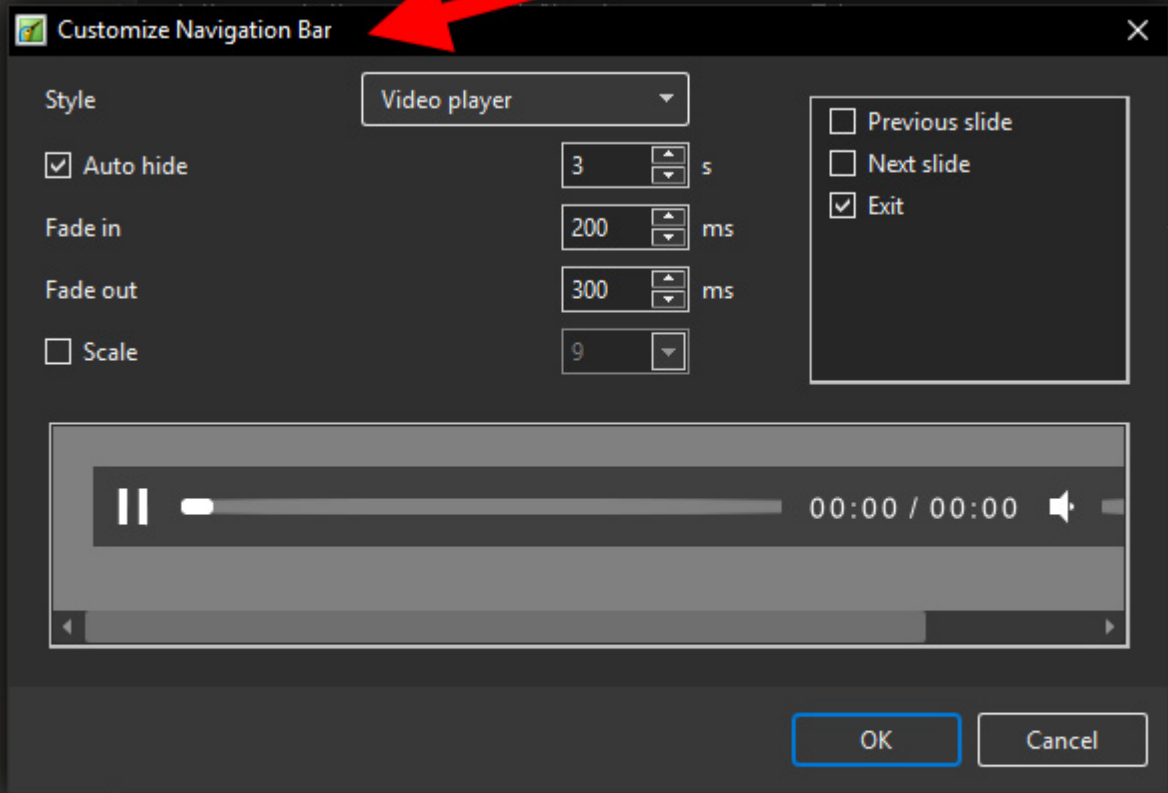 Customize Navigation Bar
Style
Video player
Previous slide
Auto hide
3
s
Next slide
Exit
Fade in
200
ms
Fade out
300
ms
Scale
9
00:00 / 00:00
OK
Cancel